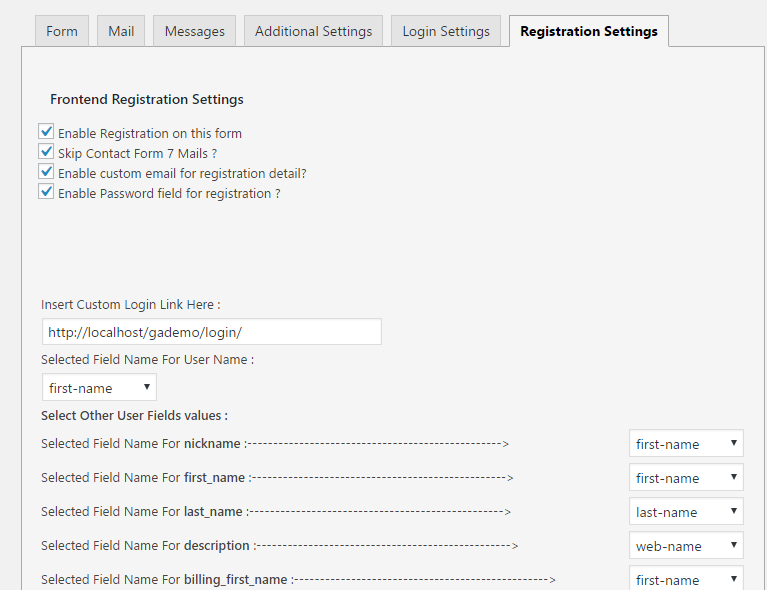 Form Mail Messages Additional Settings Login Settings Registration Settings
Frontend Registration Settings
Enable Registration on this form
Skip Contact Form 7 Mails ?
Enable custom email for registration detail?
Enable Password field for registration ?
Insert Custom Login Link Here :
http://localhost/gademo/login/
Selected Field Name For User Name :
first-name
Select Other User Fields values :
Selected Field Name For nickname :----------------------------------------------> first-name
Selected Field Name For first_name :----------------------------------------------> first-name
Selected Field Name For last_name :----------------------------------------------> last-name
Selected Field Name For description :----------------------------------------------> web-name
Selected Field Name For billing_first_name :----------------------------------------------> first-name